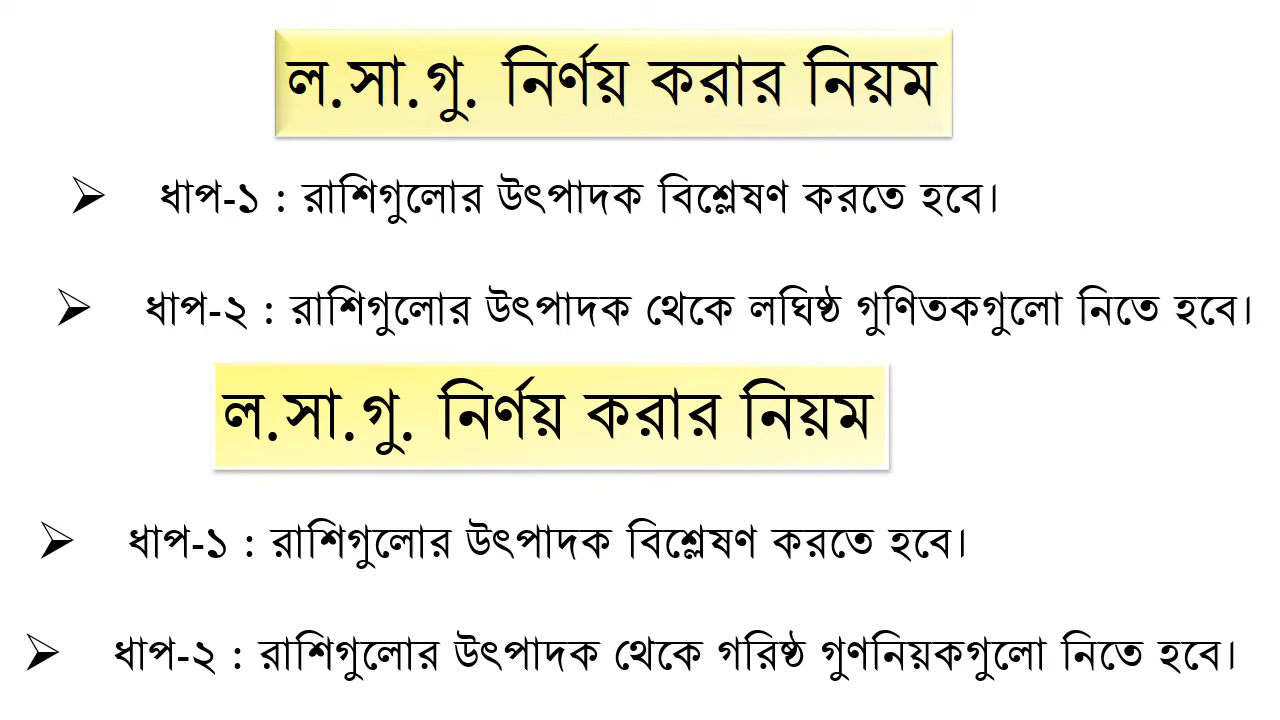 ল.সা.গু. নির্ণয় করার নিয়ম
➢ ধাপ-১ : রাশিগুলোর উৎপাদক বিশ্লেষণ করতে হবে।
➢ ধাপ-২ : রাশিগুলোর উৎপাদক থেকে লঘিষ্ঠ গুণিতকগুলো নিতে হবে।
ল.সা.গু. নির্ণয় করার নিয়ম
➢ ধাপ-১ : রাশিগুলোর উৎপাদক বিশ্লেষণ করতে হবে।
➢ ধাপ-২ : রাশিগুলোর উৎপাদক থেকে গরিষ্ঠ গুণনিয়কগুলো নিতে হবে।